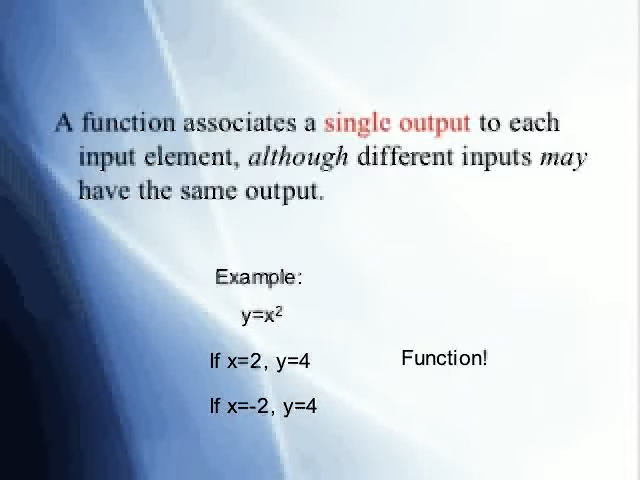 A function associates a single output to each
input element, although different inputs may
have the same output.
Example:
y=x²
If x=2, y=4
Function!
If x=-2, y=4